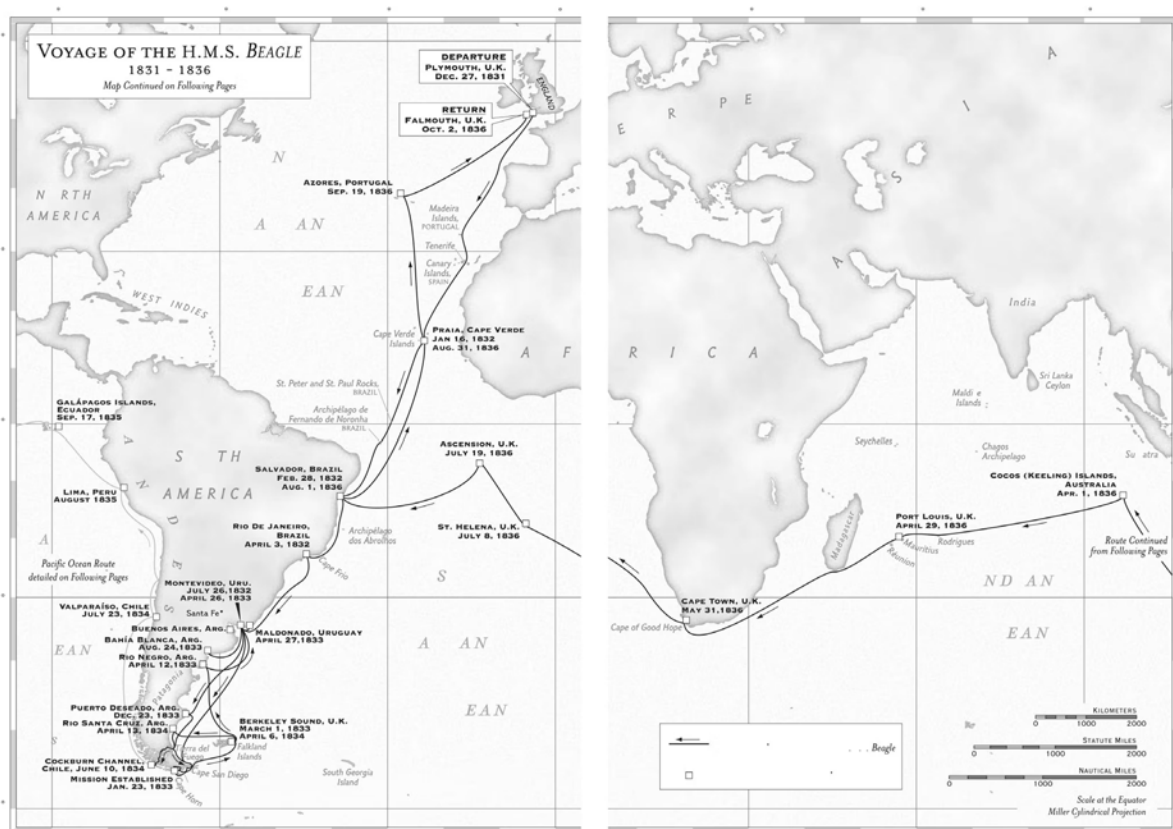 VOYAGE OF THE H.M.S. BEAGLE
1831 - 1836
Map Continued on Following Pages
DEPARTURE
PLYMOUTH, U.K.
DEC. 27, 1831
ENGLAND
RETURN
FALMOUTH, U.K.
OCT. 2, 1836
N
N RTH
AMERICA
AZORES, PORTUGAL
SEP. 19, 1836
A AN
Madeira
Islands,
PORTUGAL
Tenerife
Canary
Islands,
SPAIN
EAN
WEST INDIES
Cape Verde
Islands
PRAIA, CAPE VERDE
JAN 16, 1832
AUG. 31, 1836
A F
St. Peter and St. Paul Rocks,
BRAZIL
Archipélago de
Fernando de Noronha
BRAZIL
GALÁPAGOS ISLANDS,
ECUADOR
SEP. 17, 1835
ASCENSION, U.K.
JULY 19, 1836
S TH
AMERICA
ANDES
SALVADOR, BRAZIL
FEB. 28, 1832
AUG. 1, 1836
LIMA, PERU
AUGUST 1835
ST. HELENA, U.K.
JULY 8, 1836
RIO DE JANEIRO,
BRAZIL
APRIL 3, 1832
Archipélago
dos Abrolhos
Cape Frio
A
Pacific Ocean Route
detailed on Following Pages
S
MONTEVIDEO, URU.
JULY 26,1832
APRIL 26, 1833
Santa Fe
VALPARAÍSO, CHILE
JULY 23, 1834
BUENOS AIRES, ARG.
MALDONADO, URUGUAY
APRIL 27,1833
BAHÍA BLANCA, ARG.
AUG. 24,1833
EAN
RIO NEGRO, ARG.
APRIL 12,1833
A AN
Patagonia
EAN
PUERTO DESEADO, ARG.
DEC. 23, 1833
RIO SANTA CRUZ, ARG.
APRIL 13, 1834
BERKELEY SOUND, U.K.
MARCH 1, 1833
APRIL 6, 1834
S
Tierra del
Fuego
Falkland
Islands
COCKBURN CHANNEL,
CHILE, JUNE 10, 1834
Cape San Diego
MISSION ESTABLISHED
JAN. 23, 1833
Cape Horn
South Georgia
Island
E R PE
A S I A
India
R I C A
Sri Lanka
Ceylon
Maldi e
Islands
Seychelles
Chagos
Archipelago
Su atra
COCOS (KEELING) ISLANDS,
AUSTRALIA
APR. 1, 1836
Madagascar
PORT LOUIS, U.K.
APRIL 29, 1836
Mauritius
Réunion
Rodrigues
Route Continued
from Following Pages
ND AN
CAPE TOWN, U.K.
MAY 31,1836
Cape of Good Hope
EAN
Beagle
KILOMETERS
0 1000 2000
STATUTE MILES
0 1000 2000
NAUTICAL MILES
0 1000 2000
Scale at the Equator
Miller Cylindrical Projection